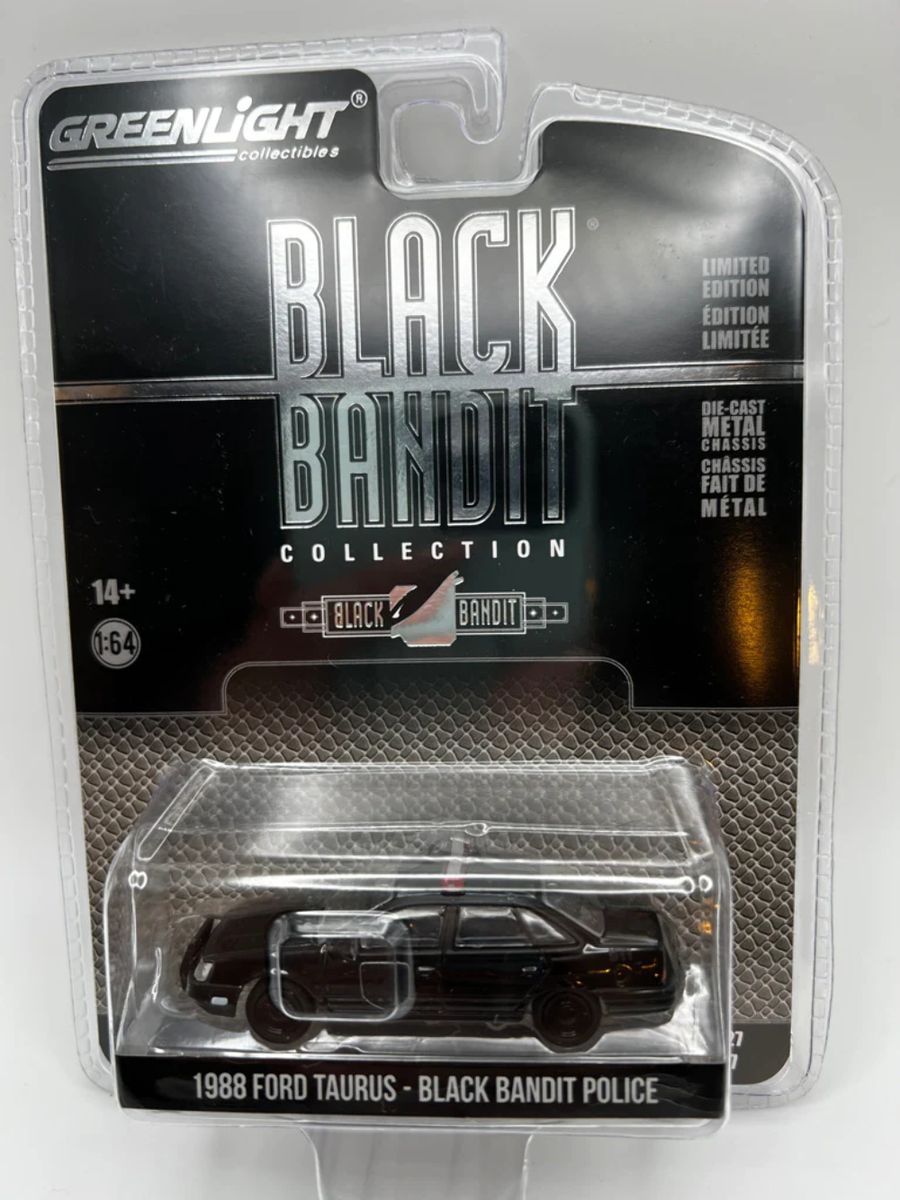 GREENLiGHT®
collectibles
BLACK®
BANDIT
COLLECTION
BLACK BANDIT
LIMITED
EDITION
ÉDITION
LIMITÉE
DIE-CAST
METAL
CHASSIS
CHÂSSIS
FAIT DE
MÉTAL
14+
1:64
1988 FORD TAURUS - BLACK BANDIT POLICE